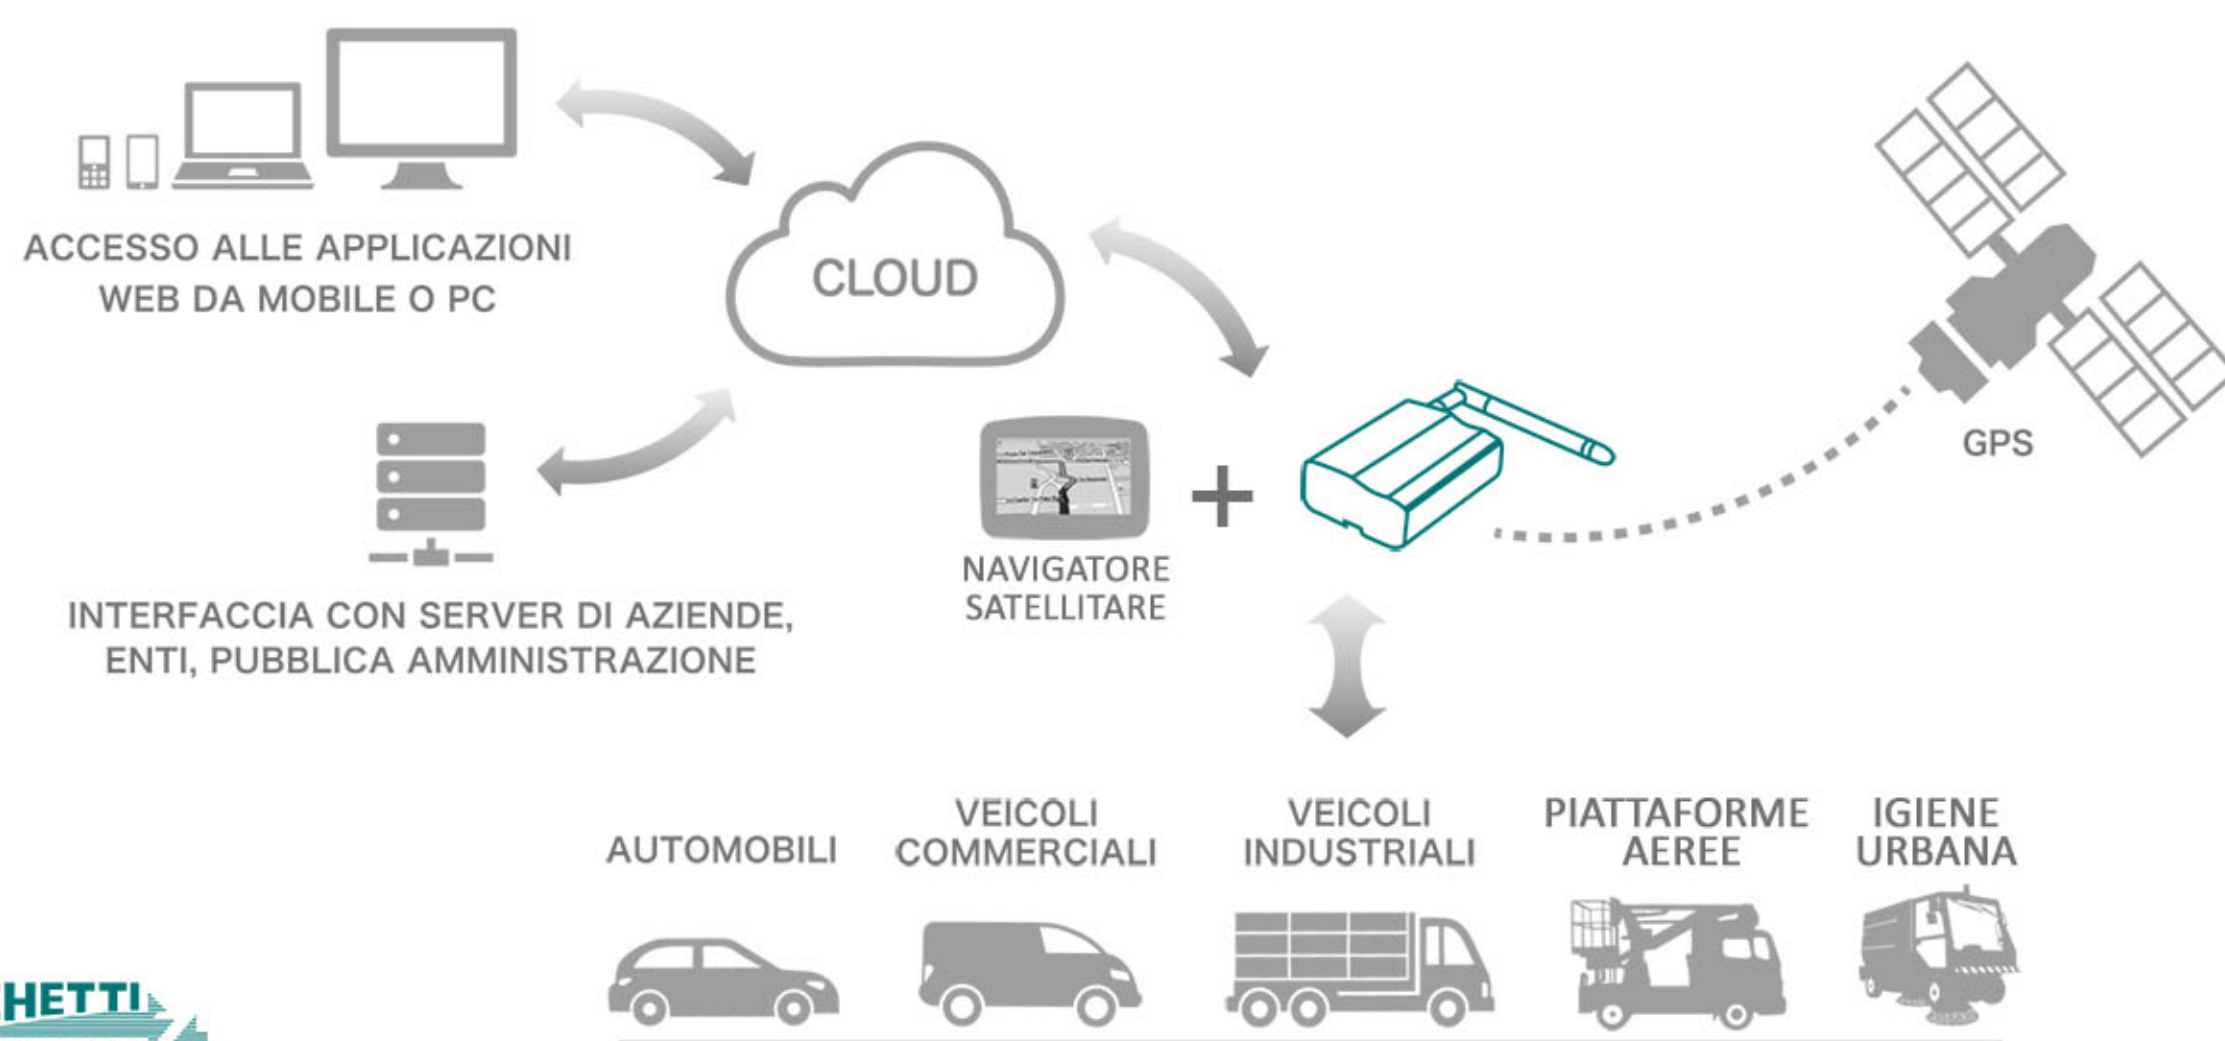 ACCESSO ALLE APPLICAZIONI
WEB DA MOBILE O PC
CLOUD
GPS
NAVIGATORE
SATELLITARE
INTERFACCIA CON SERVER DI AZIENDE,
ENTI, PUBBLICA AMMINISTRAZIONE
AUTOMOBILI
VEICOLI
COMMERCIALI
VEICOLI
INDUSTRIALI
PIATTAFORME
AEREE
IGIENE
URBANA
HETTI